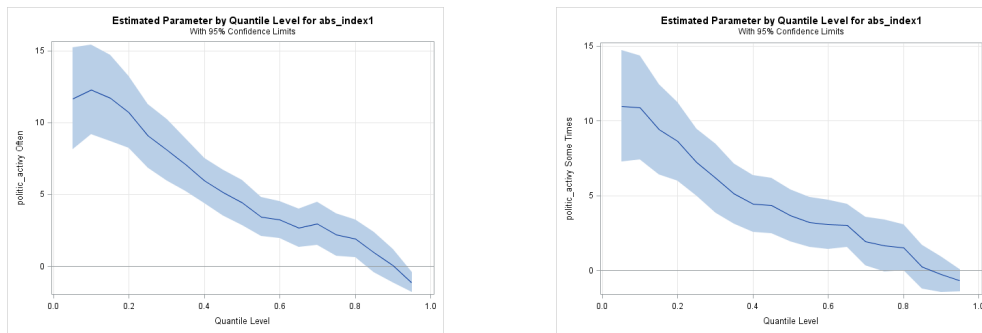 Estimated Parameter by Quantile Level for abs_index1
With 95% Confidence Limits
15
10
5
0
politic_activy Often
0.0 0.2 0.4 0.6 0.8 1.0
Quantile Level
Estimated Parameter by Quantile Level for abs_index1
With 95% Confidence Limits
15
10
5
0
politic_activy Some Times
0.0 0.2 0.4 0.6 0.8 1.0
Quantile Level